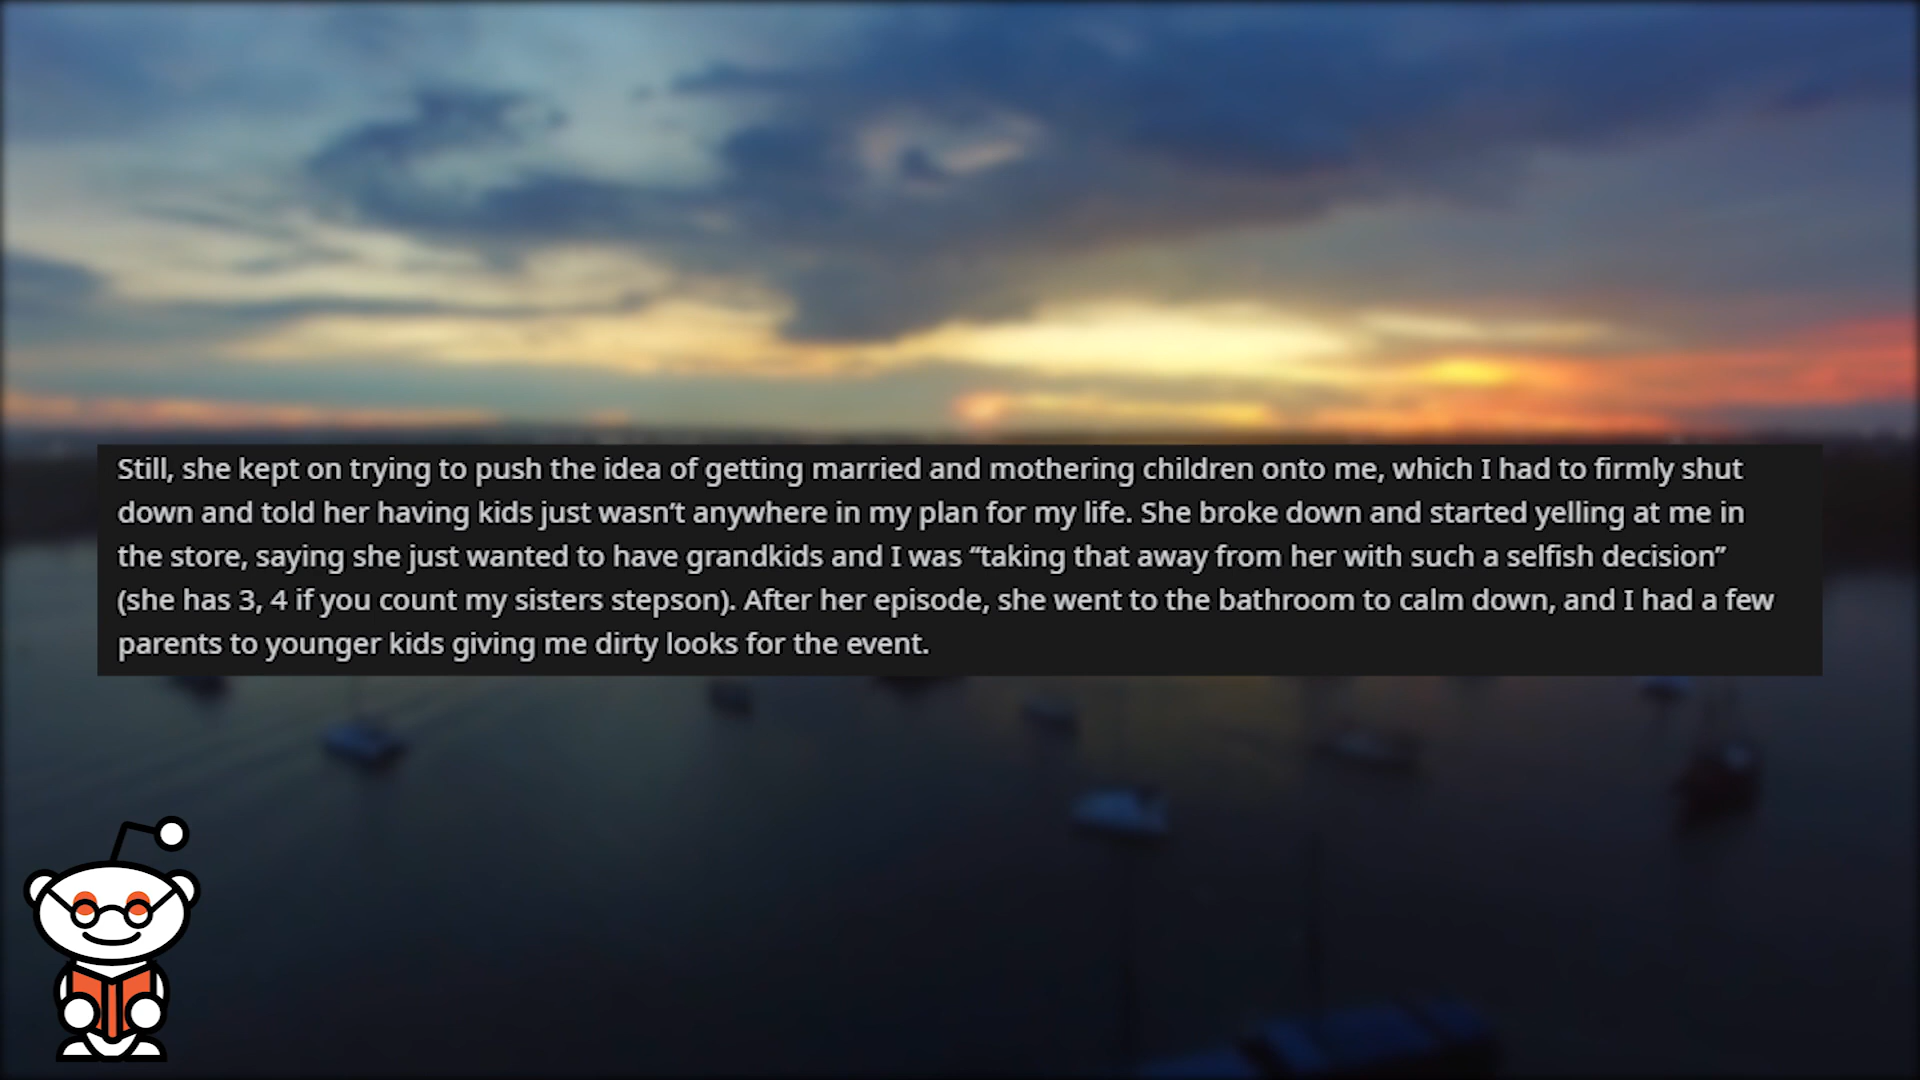 Still, she kept on trying to push the idea of getting married and mothering children onto me, which I had to firmly shut
down and told her having kids just wasn’t anywhere in my plan for my life. She broke down and started yelling at me in
the store, saying she just wanted to have grandkids and I was “taking that away from her with such a selfish decision”
(she has 3, 4 if you count my sisters stepson). After her episode, she went to the bathroom to calm down, and I had a few
parents to younger kids giving me dirty looks for the event.